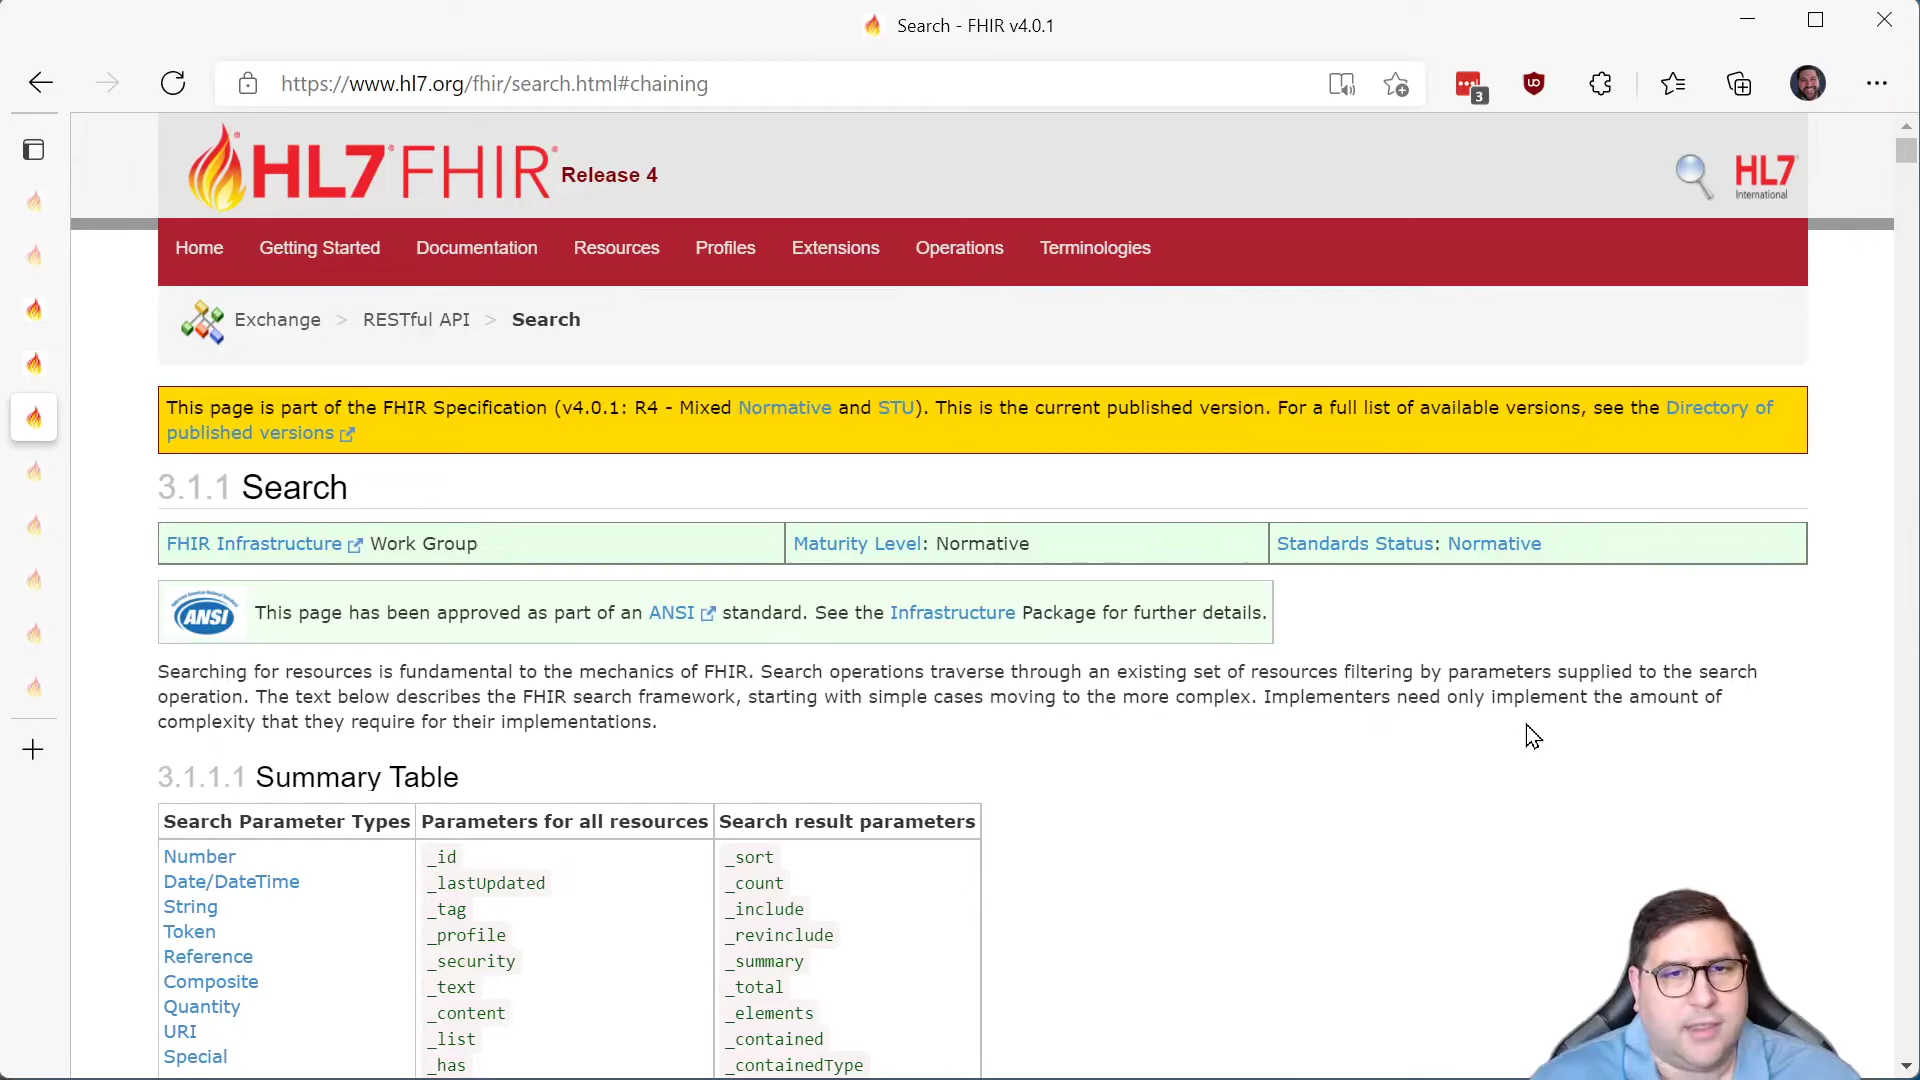 Search - FHIR v4.0.1
https://www.hl7.org/fhir/search.html#chaining
3
HL7® FHIR® Release 4
HL7
International
Home Getting Started Documentation Resources Profiles Extensions Operations Terminologies
Exchange > RESTful API > Search
This page is part of the FHIR Specification (v4.0.1: R4 - Mixed Normative and STU). This is the current published version. For a full list of available versions, see the Directory of
published versions
3.1.1 Search
FHIR Infrastructure Work Group Maturity Level: Normative Standards Status: Normative
ANSI This page has been approved as part of an ANSI standard. See the Infrastructure Package for further details.
Searching for resources is fundamental to the mechanics of FHIR. Search operations traverse through an existing set of resources filtering by parameters supplied to the search
operation. The text below describes the FHIR search framework, starting with simple cases moving to the more complex. Implementers need only implement the amount of
complexity that they require for their implementations.
3.1.1.1 Summary Table
Search Parameter Types Parameters for all resources Search result parameters
Number _id _sort
Date/DateTime _lastUpdated _count
String _tag _include
Token _profile _revinclude
Reference _security _summary
Composite _text _total
Quantity _content _elements
URI _list _contained
Special _has _containedType